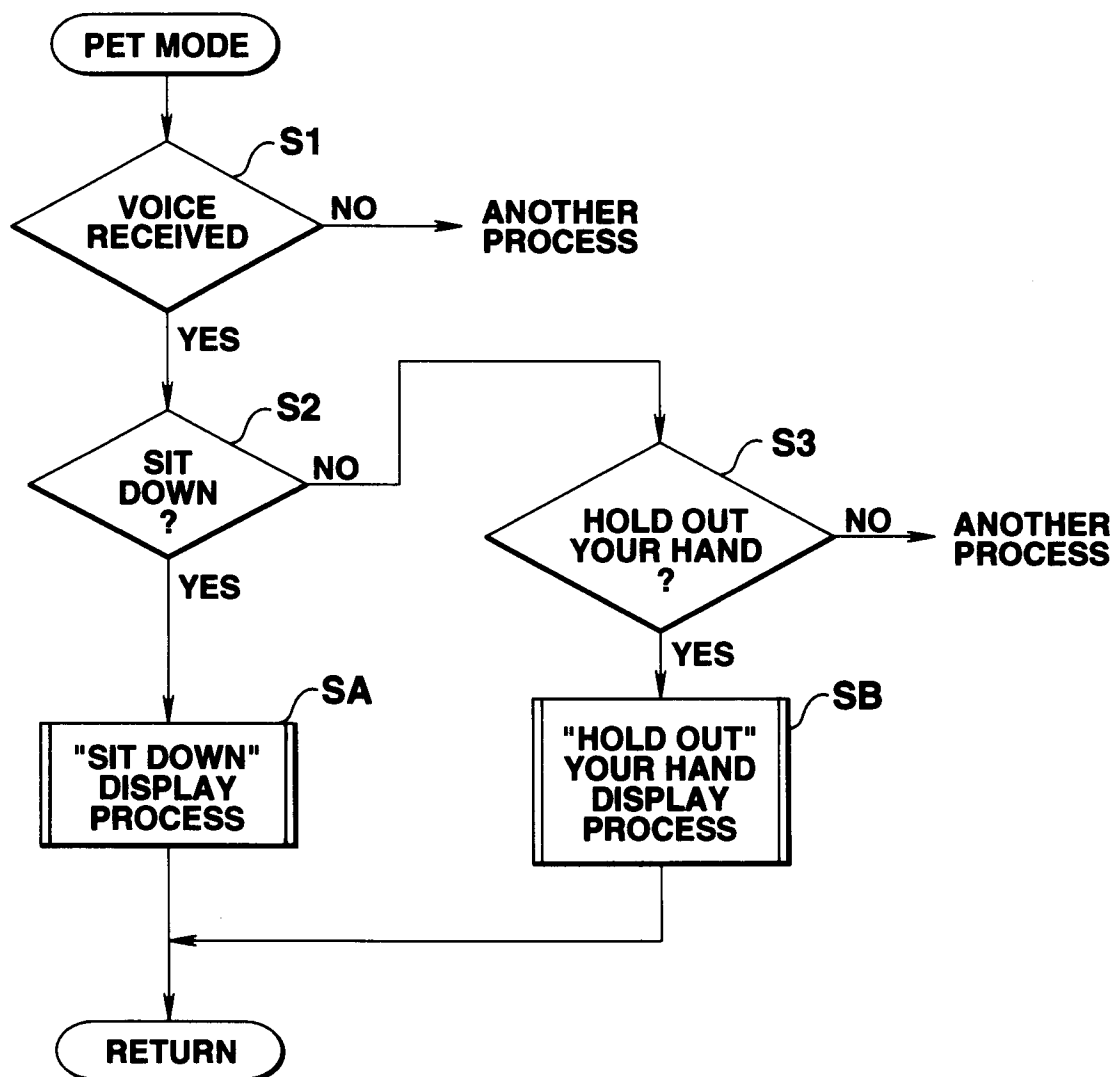 PET MODE
S1
VOICE
RECEIVED
NO
ANOTHER
PROCESS
YES
S2
SIT
DOWN
?
NO
S3
HOLD OUT
YOUR HAND
?
NO
ANOTHER
PROCESS
YES
YES
SA
"SIT DOWN"
DISPLAY
PROCESS
SB
"HOLD OUT"
YOUR HAND
DISPLAY
PROCESS
RETURN